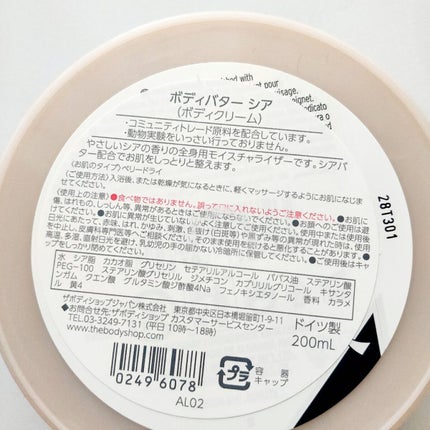 ボディバター シア
(ボディクリーム)
・コミュニティトレード原料を配合しています。
・動物実験をいっさい行っておりません。
やさしいシアの香りの全身用モイスチャライザーです。シアバ
ター配合でお肌をしっとりと整えます。
〈お肌のタイプ〉ベリードライ
〈ご使用方法〉入浴後、または乾燥が気になるときに、軽くマッサージするようにお肌になじま
せてください。
〈使用上の注意〉●食べ物ではありません。誤って口に入れないようご注意ください。●お顔
水 シア脂 カカオ脂 グリセリン セテアリルアルコール パパス油 ステアリン酸
PEG-100 ステアリン酸グリセリル ジメチコン カプリリルグリコール キサンタ
ンガム クエン酸 グルタミン酸ジ酢酸4Na フェノキシエタノール 香料 カラメ
ル 黄4
ザボディショップジャパン株式会社 東京都中央区日本橋堀留町1-9-11
◆お問合せ先:ザボディショップ カスタマーサービスセンター
TEL.03-3249-7131 (平日 10時〜18時)
www.thebodyshop.com
ドイツ製
200mL
02496078
プラ
容器
キャップ
AL02
28T301